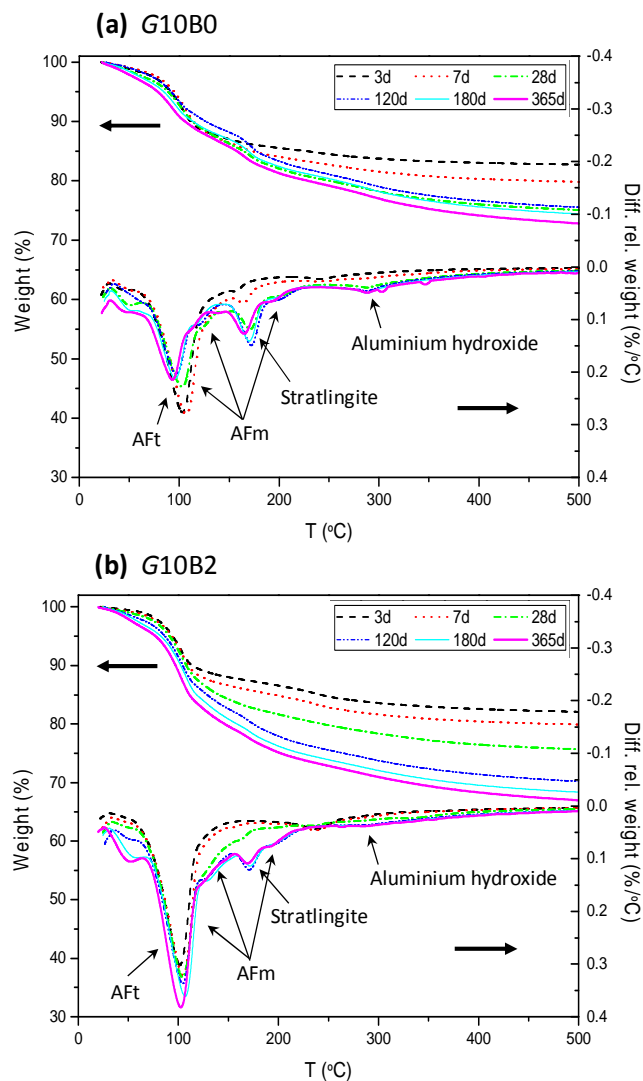 (a) G10B0
100
90
80
70
60
50
40
30
Weight (%)
-0.4
-0.3
-0.2
-0.1
0.0
0.1
0.2
0.3
0.4
Diff. rel. weight (%/ºC)
3d 7d 28d
120d 180d 365d
Aluminium hydroxide
Stratlingite
AFt
AFm
0 100 200 300 400 500
T (ºC)
(b) G10B2
100
90
80
70
60
50
40
30
Weight (%)
-0.4
-0.3
-0.2
-0.1
0.0
0.1
0.2
0.3
0.4
Diff. rel. weight (%/ºC)
3d 7d 28d
120d 180d 365d
Aluminium hydroxide
Stratlingite
AFt
AFm
0 100 200 300 400 500
T (ºC)